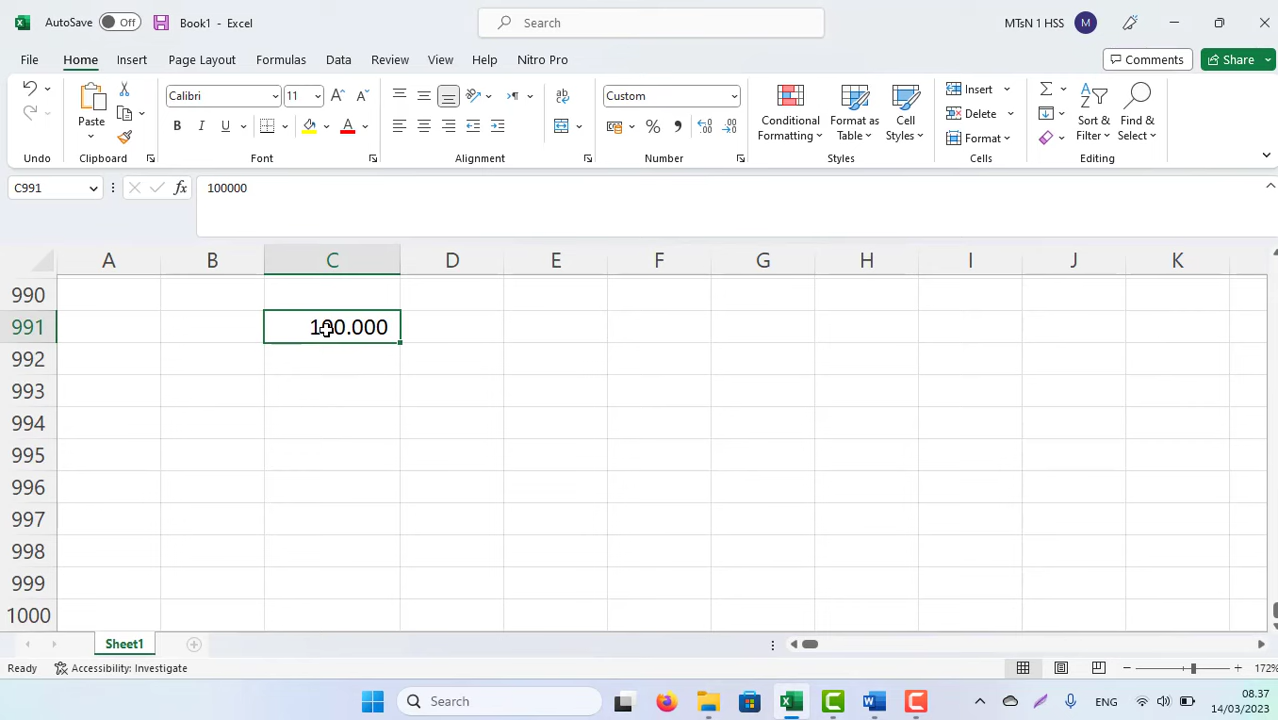 AutoSave Off Book1 - Excel Search MTsN 1 HSS M
File Home Insert Page Layout Formulas Data Review View Help Nitro Pro Comments Share
Calibri 11 Custom Insert
Paste Conditional Formatting Format as Table Cell Styles Delete Sort & Filter Find & Select
B I U A % Format
Undo Clipboard Font Alignment Number Styles Cells Editing
C991 fx 100000
A B C D E F G H I J K
990
991 100.000
992
993
994
995
996
997
998
999
1000
Sheet1
Ready Accessibility: Investigate 172%
Search ENG 08.37
14/03/2023